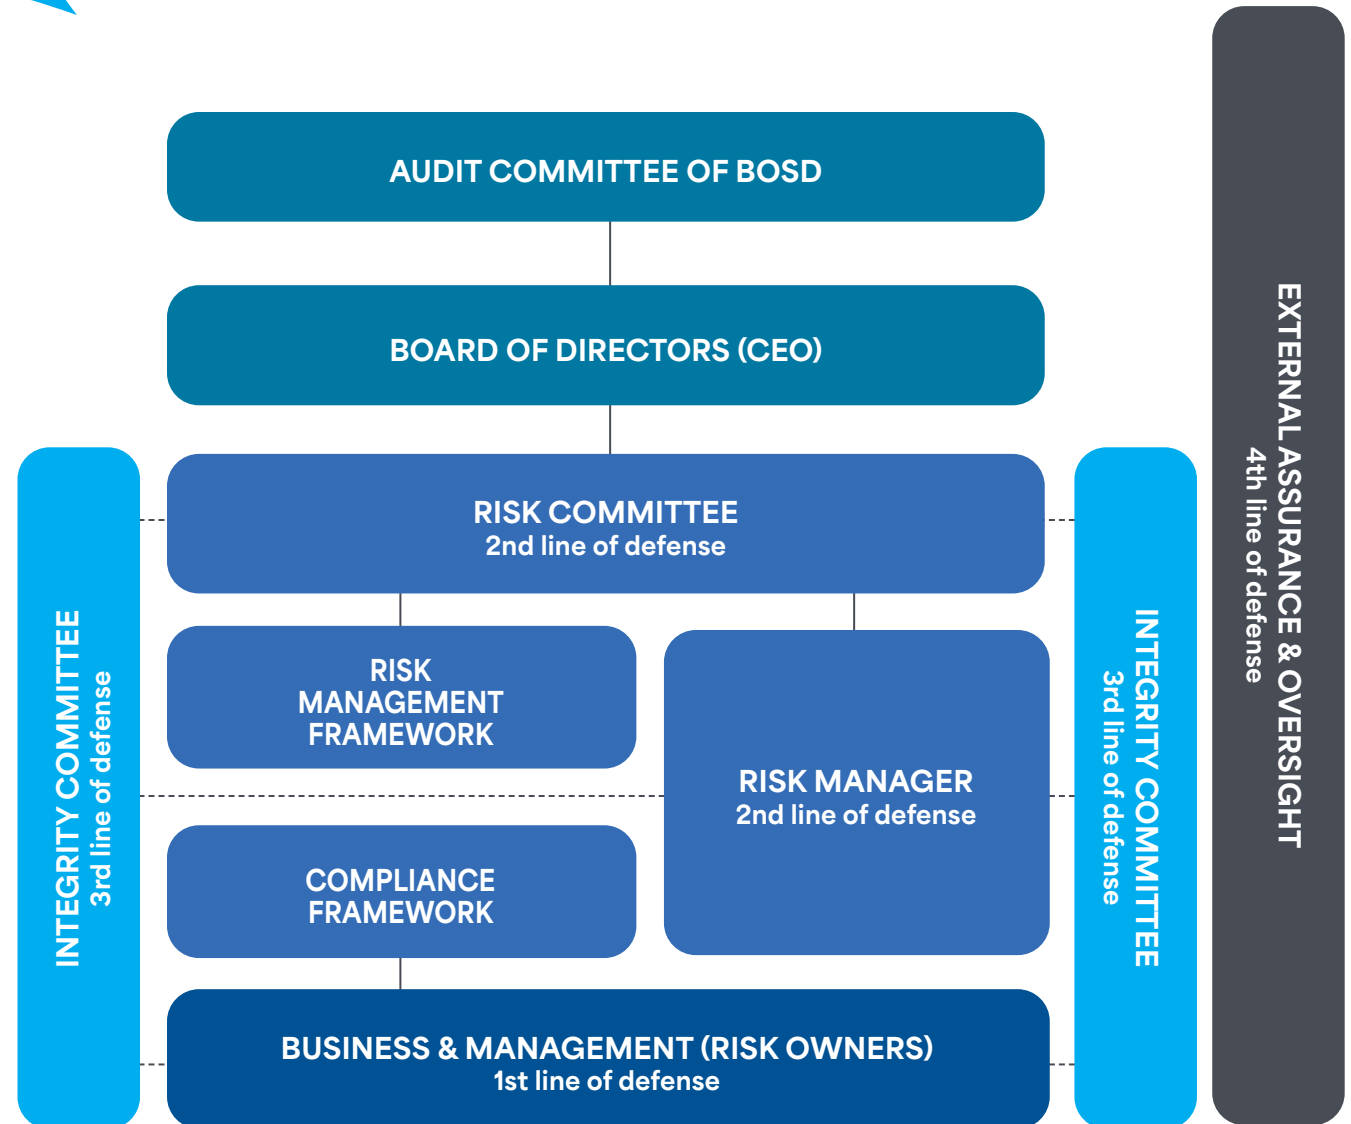 AUDIT COMMITTEE OF BOSD
BOARD OF DIRECTORS (CEO)
RISK COMMITTEE
2nd line of defense
RISK
MANAGEMENT
FRAMEWORK
RISK MANAGER
2nd line of defense
COMPLIANCE
FRAMEWORK
BUSINESS & MANAGEMENT (RISK OWNERS)
1st line of defense
INTEGRITY COMMITTEE
3rd line of defense
INTEGRITY COMMITTEE
3rd line of defense
EXTERNAL ASSURANCE & OVERSIGHT
4th line of defense